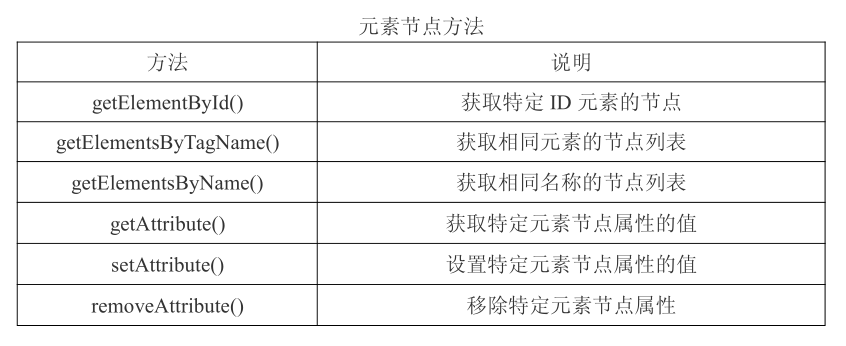 元素节点方法
方法 说明
getElementById() 获取特定 ID 元素的节点
getElementsByTagName() 获取相同元素的节点列表
getElementsByName() 获取相同名称的节点列表
getAttribute() 获取特定元素节点属性的值
setAttribute() 设置特定元素节点属性的值
removeAttribute() 移除特定元素节点属性